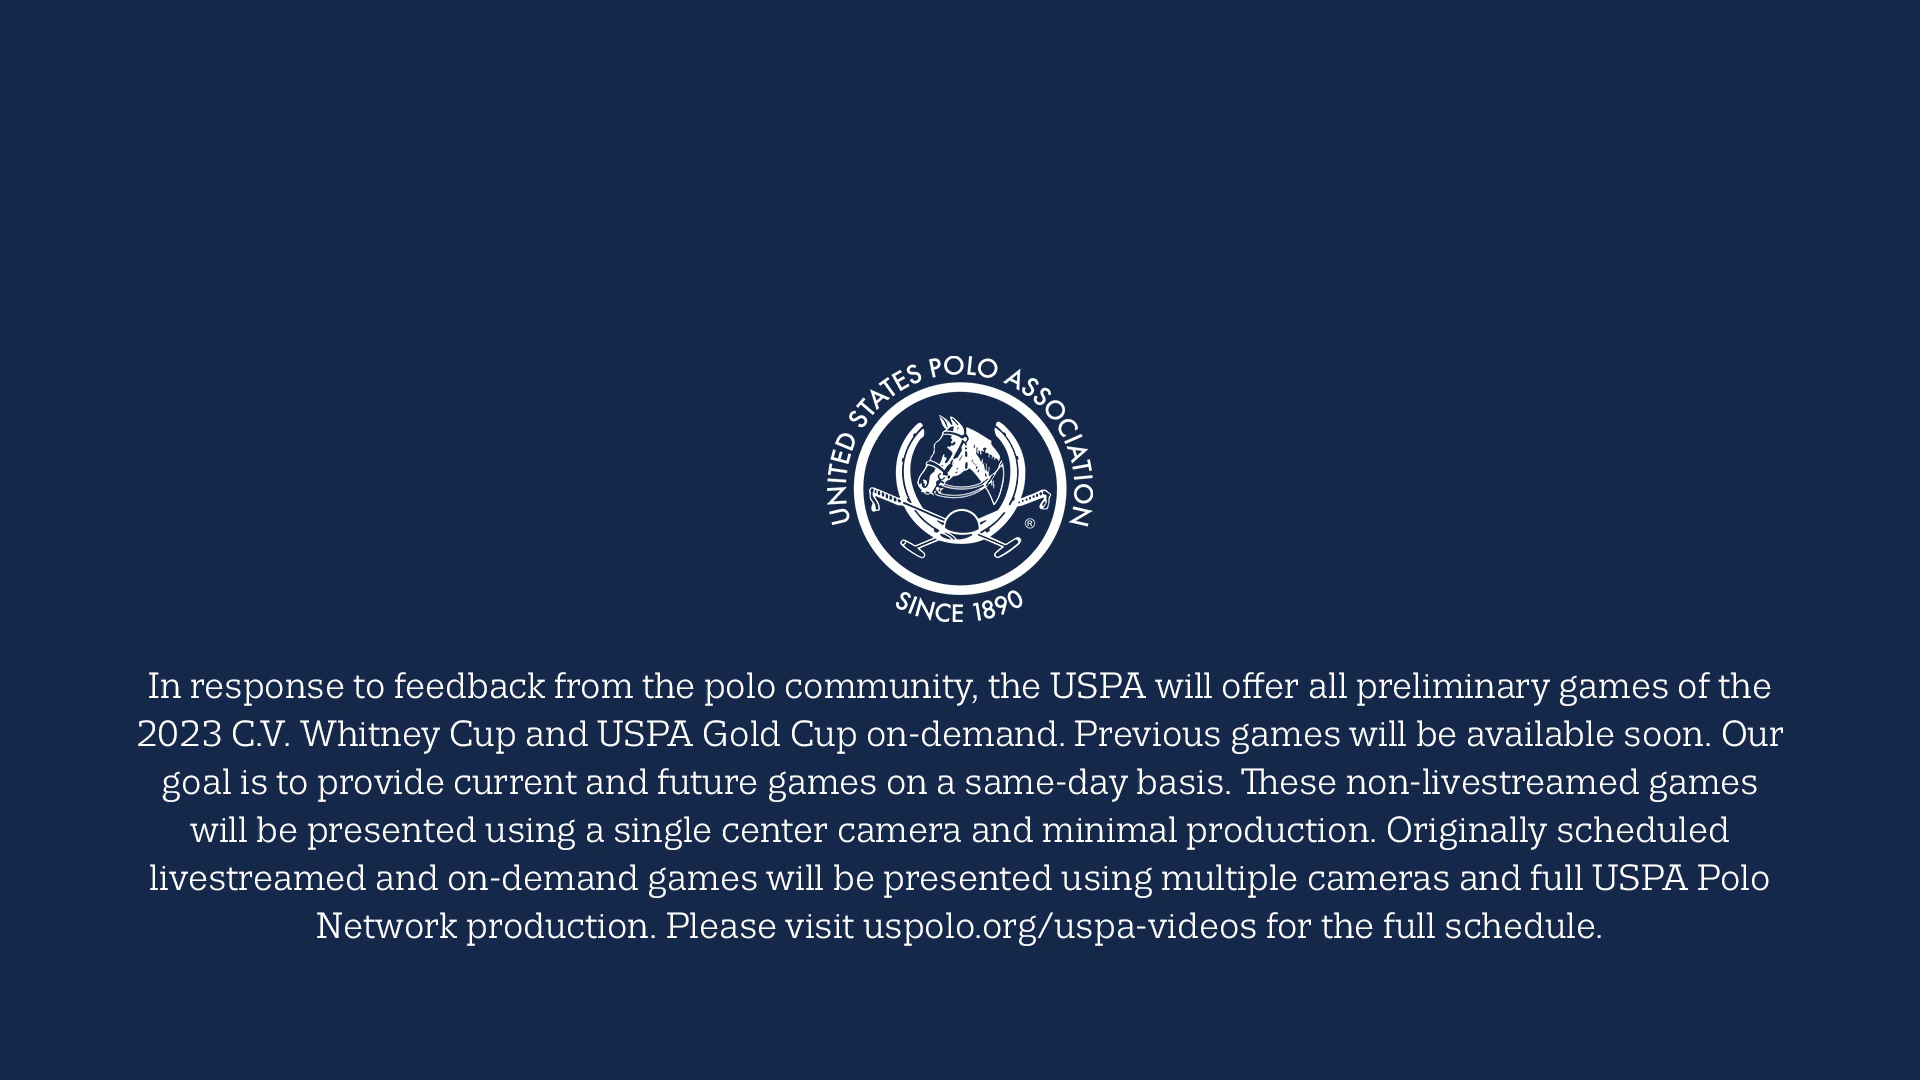 UNITED STATES POLO ASSOCIATION
®
SINCE 1890
In response to feedback from the polo community, the USPA will offer all preliminary games of the
2023 C.V. Whitney Cup and USPA Gold Cup on-demand. Previous games will be available soon. Our
goal is to provide current and future games on a same-day basis. These non-livestreamed games
will be presented using a single center camera and minimal production. Originally scheduled
livestreamed and on-demand games will be presented using multiple cameras and full USPA Polo
Network production. Please visit uspolo.org/uspa-videos for the full schedule.